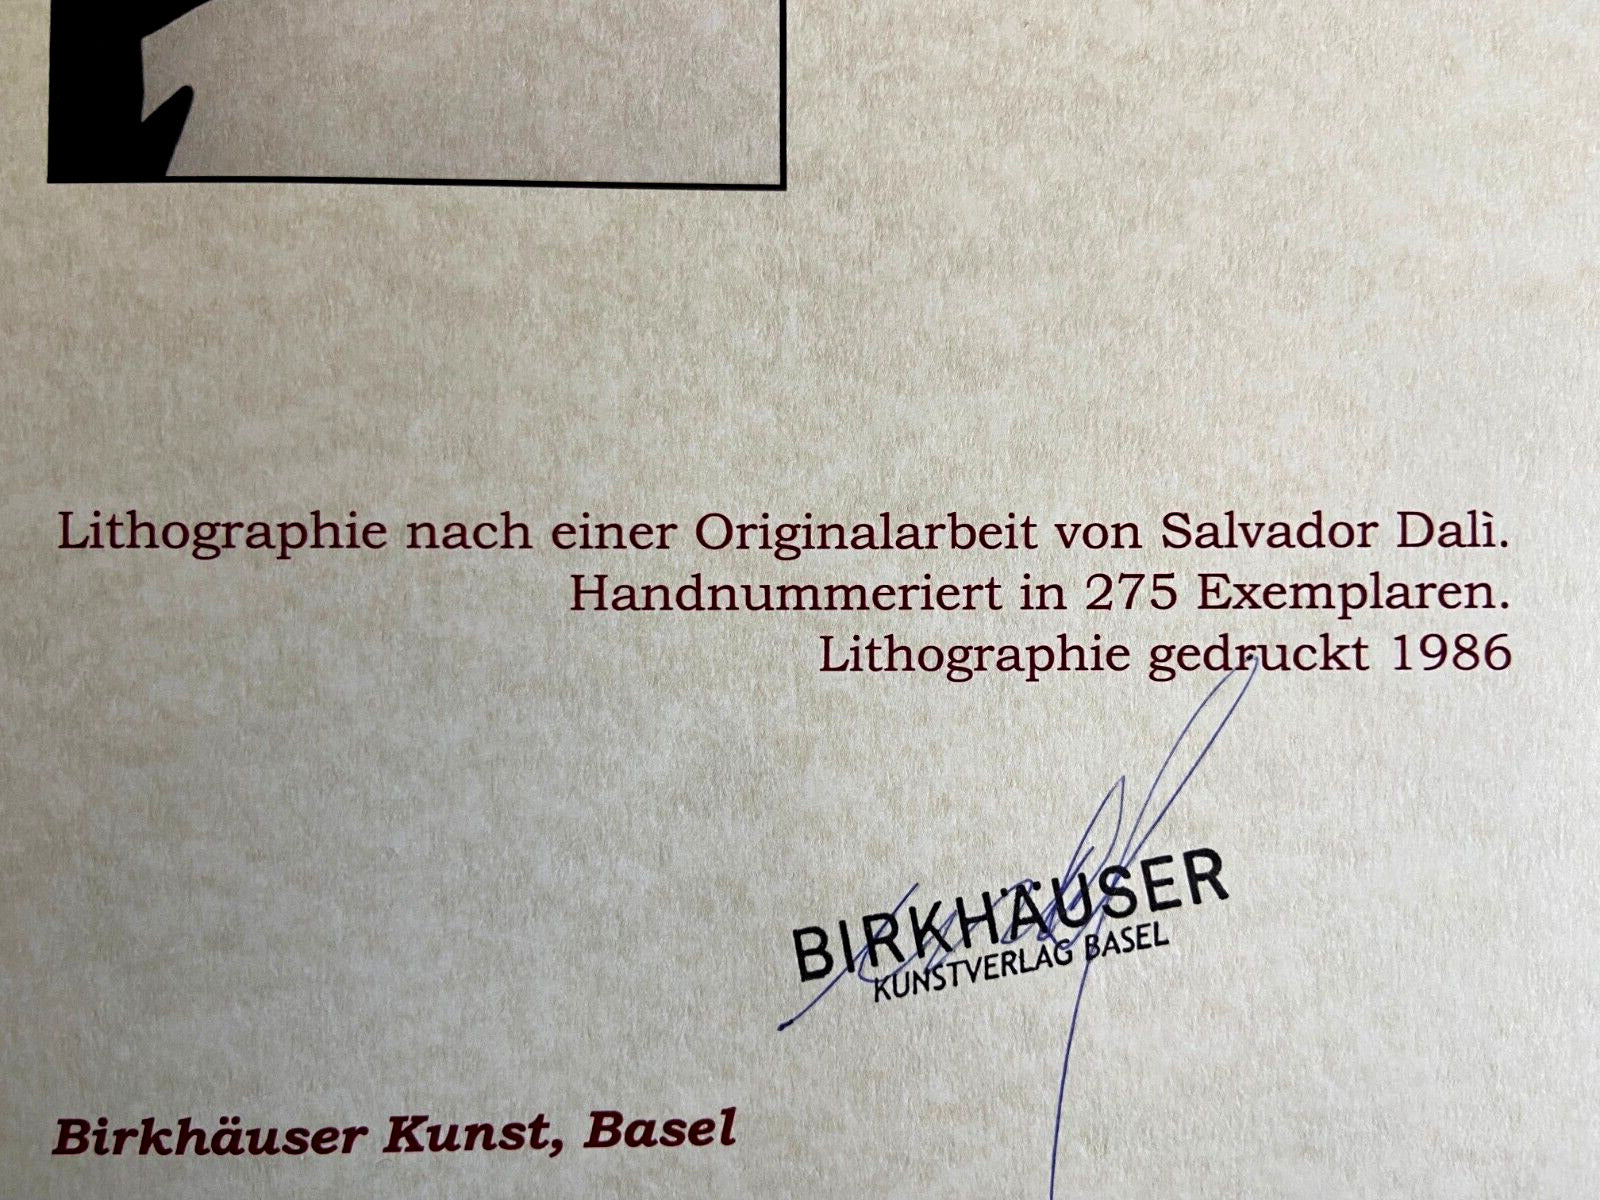 Lithographie nach einer Originalarbeit von Salvador Dalì.
Handnummeriert in 275 Exemplaren.
Lithographie gedruckt 1986
BIRKHÄUSER
KUNSTVERLAG BASEL
Birkhäuser Kunst, Basel